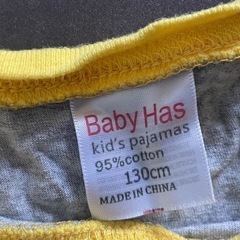 Baby Has
kid's pajamas
95%cotton
130cm
MADE IN CHINA